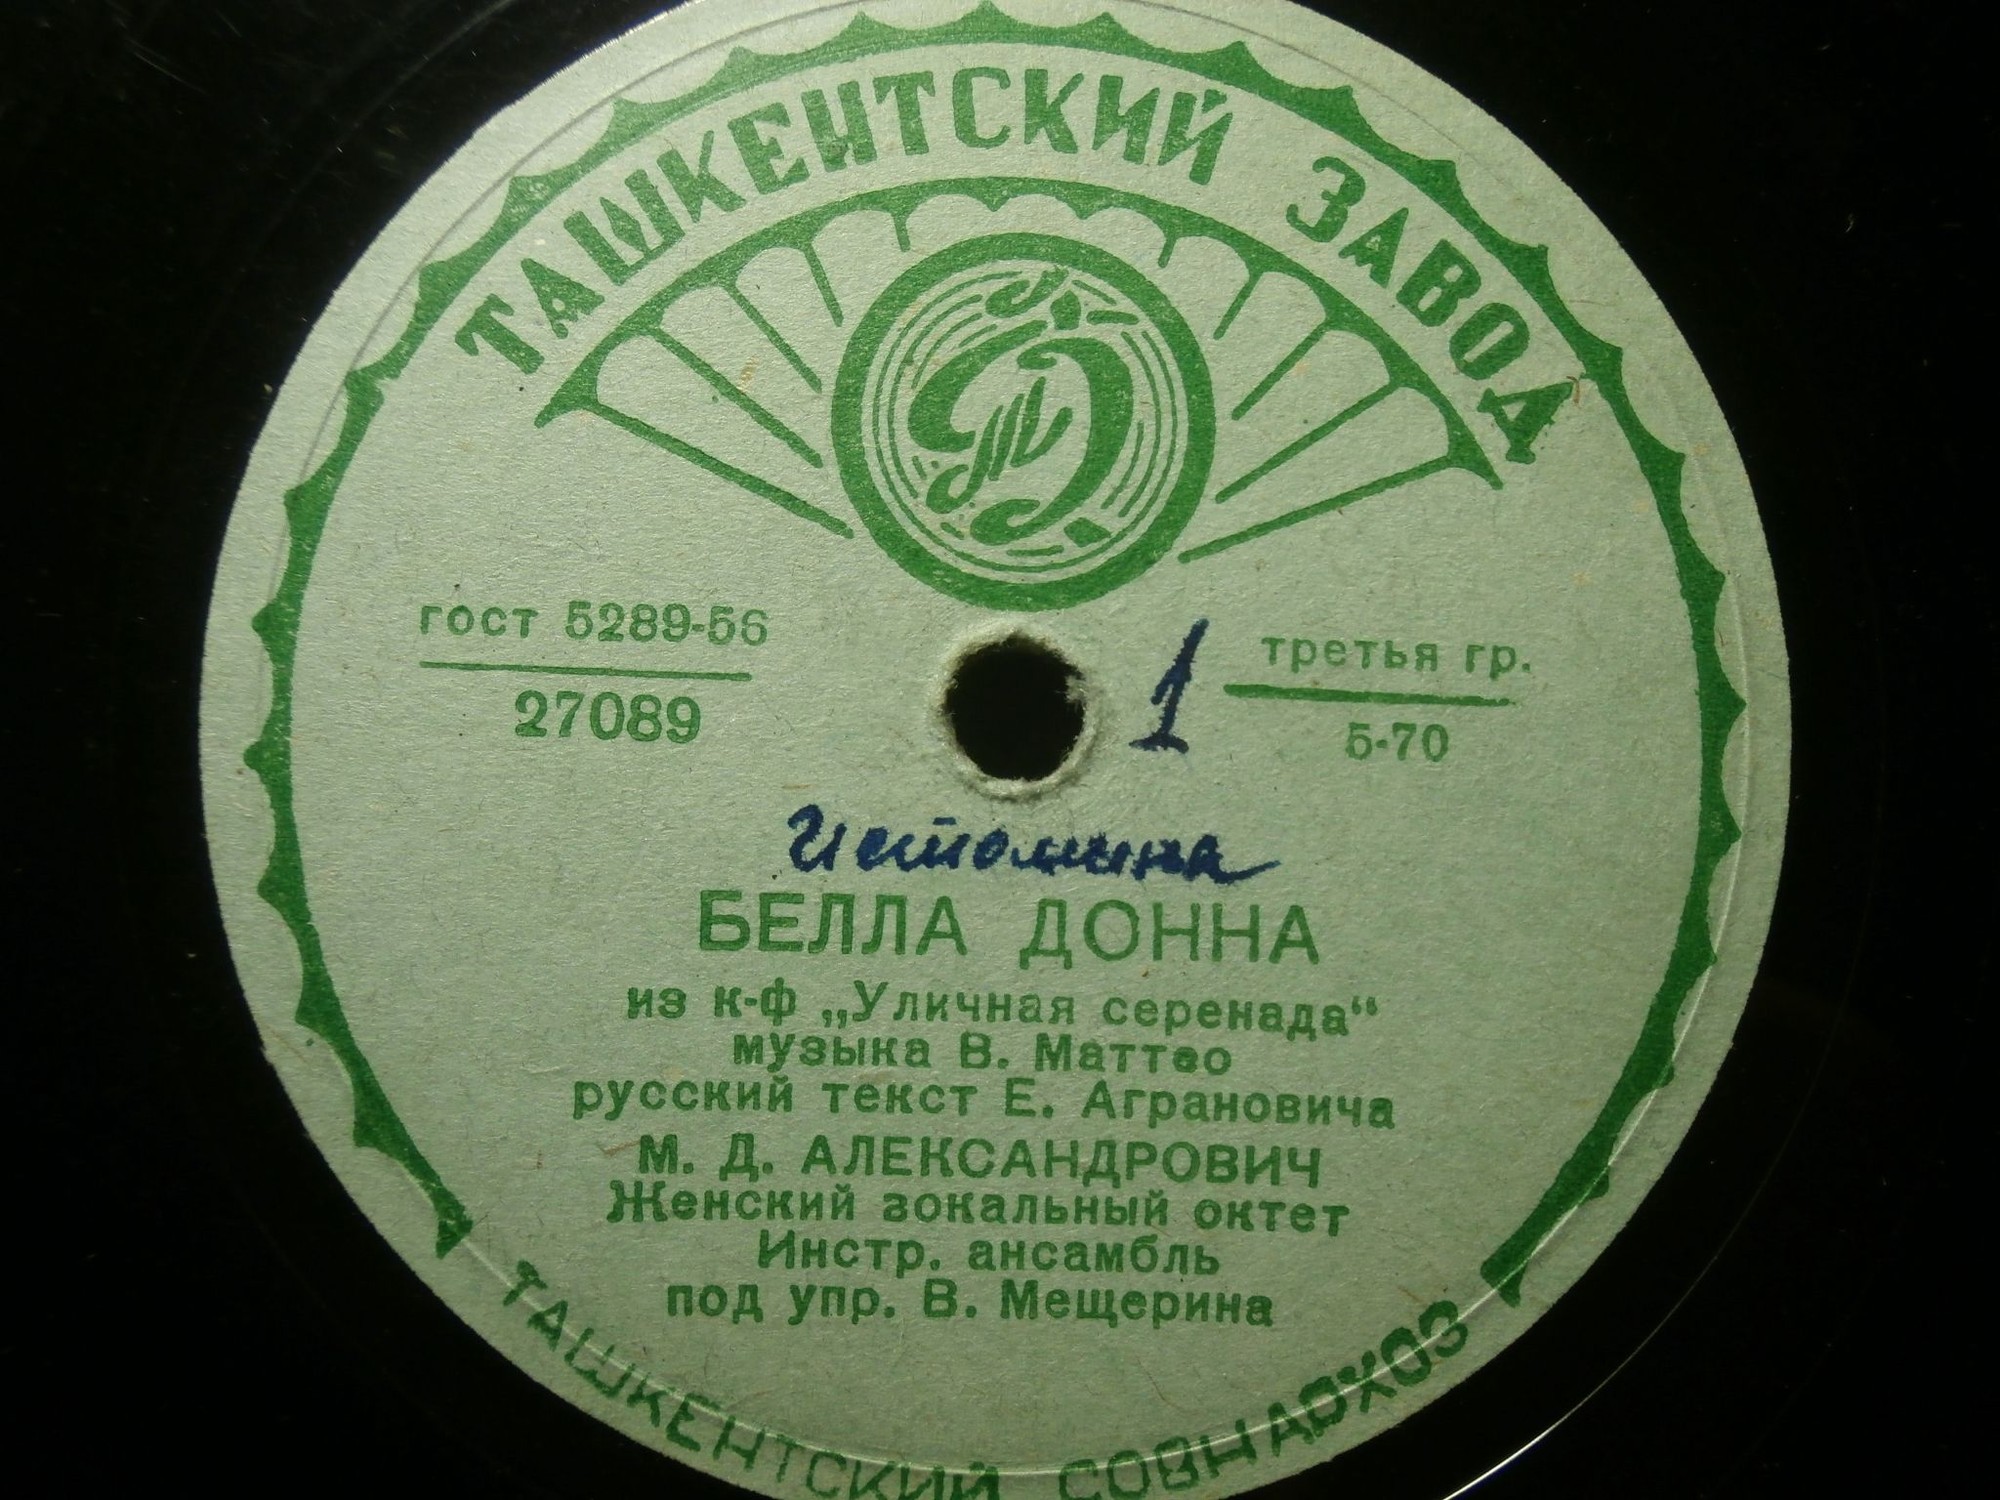 ТАШКЕНТСКИЙ ЗАВОД
гост 5289-56
27089
третья гр.
5-70
1
Истомина
БЕЛЛА ДОННА
из к-ф „Уличная серенада“
музыка В. Маттео
русский текст Е. Аграновича
М. Д. АЛЕКСАНДРОВИЧ
Женский зокальный октет
Инстр. ансамбль
под упр. В. Мещерина
ТАШКЕНТСКИЙ СОВНАРХОЗ